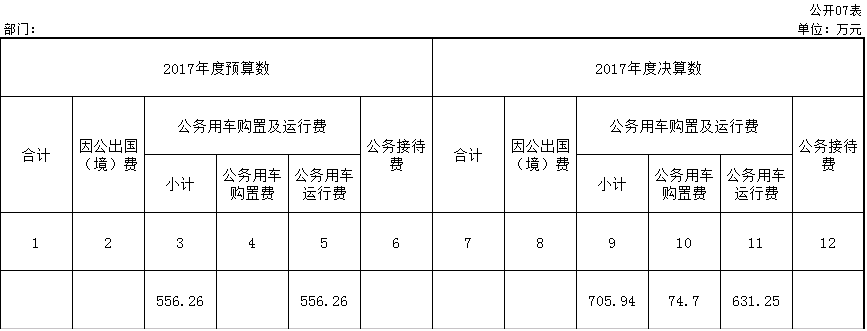 公开07表
部门：
单位：万元
2017年度预算数
2017年度决算数
合计
因公出国
（境）费
公务用车购置及运行费
公务接待
费
合计
因公出国
（境）费
公务用车购置及运行费
公务接待
费
小计
公务用车
购置费
公务用车
运行费
小计
公务用车
购置费
公务用车
运行费
1 2 3 4 5 6 7 8 9 10 11 12
556.26 556.26 705.94 74.7 631.25